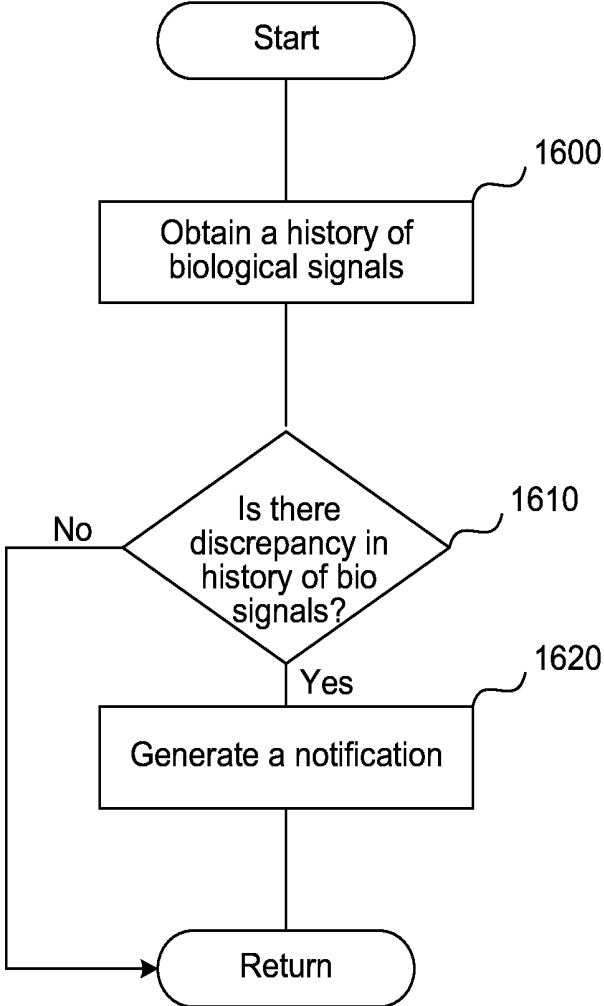 Start
1600
Obtain a history of
biological signals
1610
Is there
discrepancy in
history of bio
signals?
No
Yes
1620
Generate a notification
Return